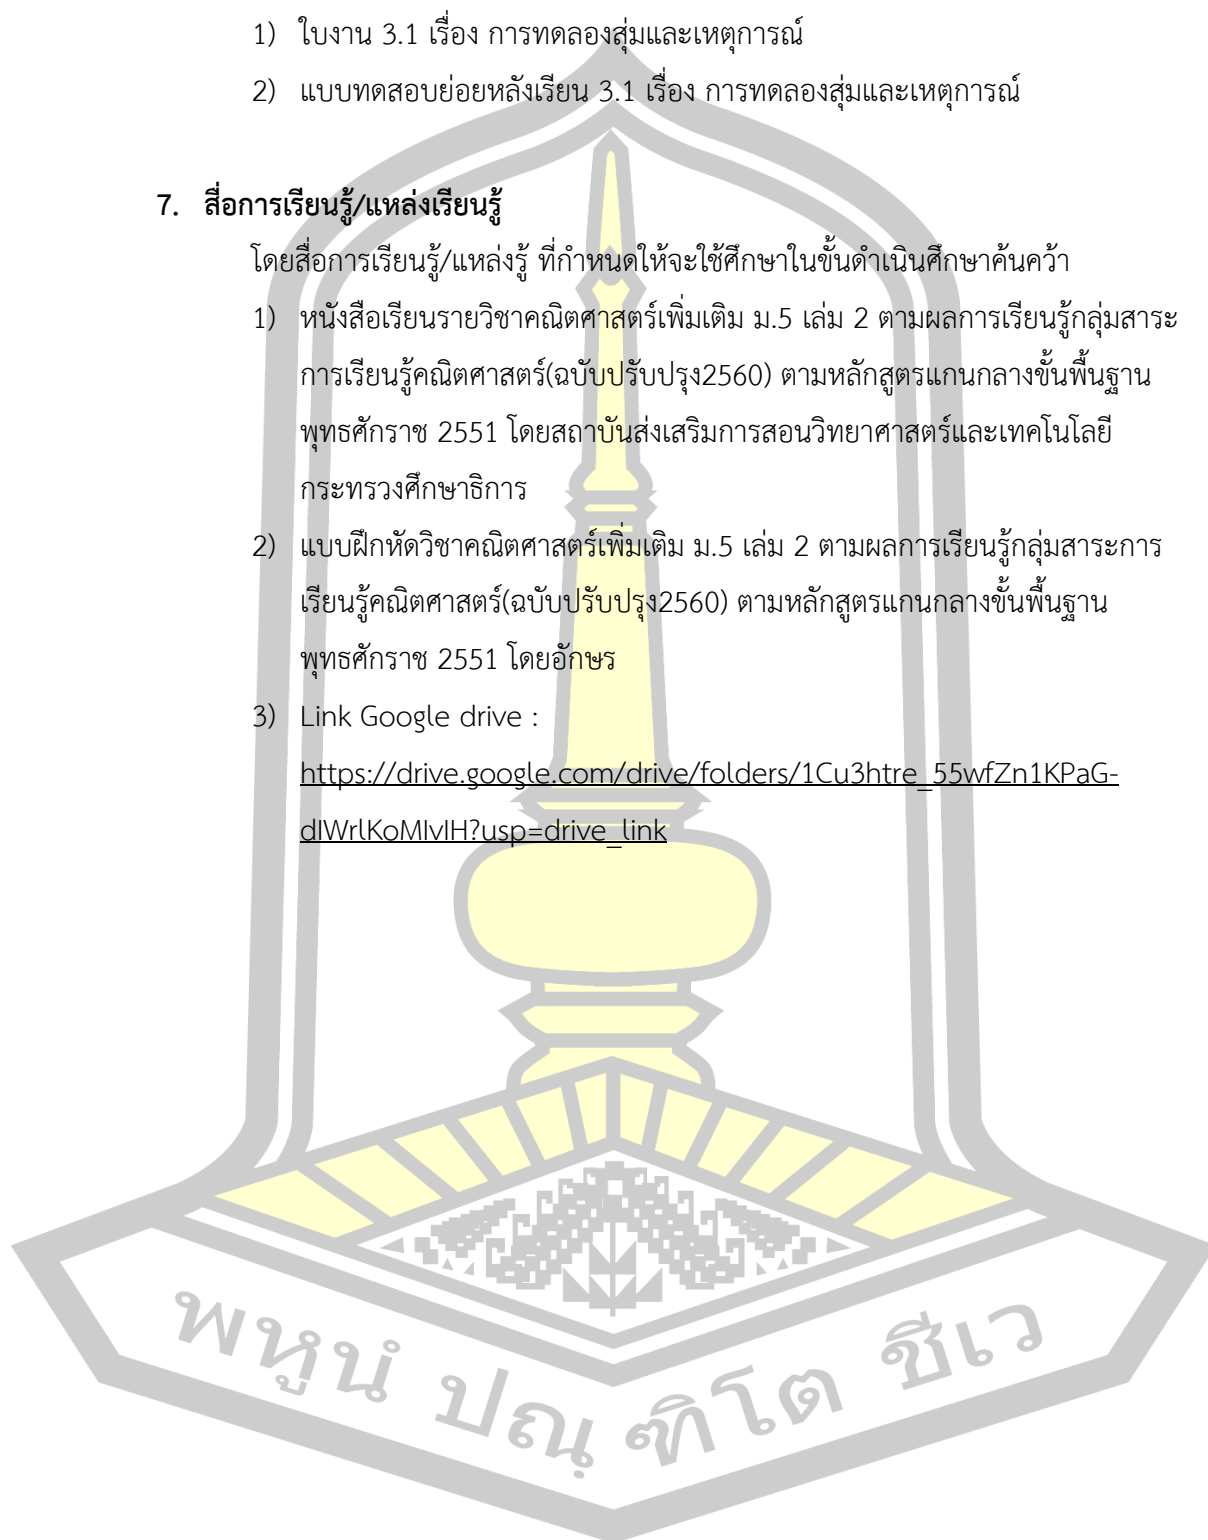 1) ใบงาน 3.1 เรื่อง การทดลองสุ่มและเหตุการณ์
2) แบบทดสอบย่อยหลังเรียน 3.1 เรื่อง การทดลองสุ่มและเหตุการณ์
7. สื่อการเรียนรู้/แหล่งเรียนรู้
โดยสื่อการเรียนรู้/แหล่งรู้ ที่กำหนดให้จะใช้ศึกษาในขั้นดำเนินศึกษาค้นคว้า
1) หนังสือเรียนรายวิชาคณิตศาสตร์เพิ่มเติม ม.5 เล่ม 2 ตามผลการเรียนรู้กลุ่มสาระ
การเรียนรู้คณิตศาสตร์(ฉบับปรับปรุง2560) ตามหลักสูตรแกนกลางขั้นพื้นฐาน
พุทธศักราช 2551 โดยสถาบันส่งเสริมการสอนวิทยาศาสตร์และเทคโนโลยี
กระทรวงศึกษาธิการ
2) แบบฝึกหัดวิชาคณิตศาสตร์เพิ่มเติม ม.5 เล่ม 2 ตามผลการเรียนรู้กลุ่มสาระการ
เรียนรู้คณิตศาสตร์(ฉบับปรับปรุง2560) ตามหลักสูตรแกนกลางขั้นพื้นฐาน
พุทธศักราช 2551 โดยอักษร
3) Link Google drive :
https://drive.google.com/drive/folders/1Cu3htre_55wfZn1KPaG-
dIWrlKoMIvIH?usp=drive_link
พหูนํ ปณฺ ฑิโต ชีเว